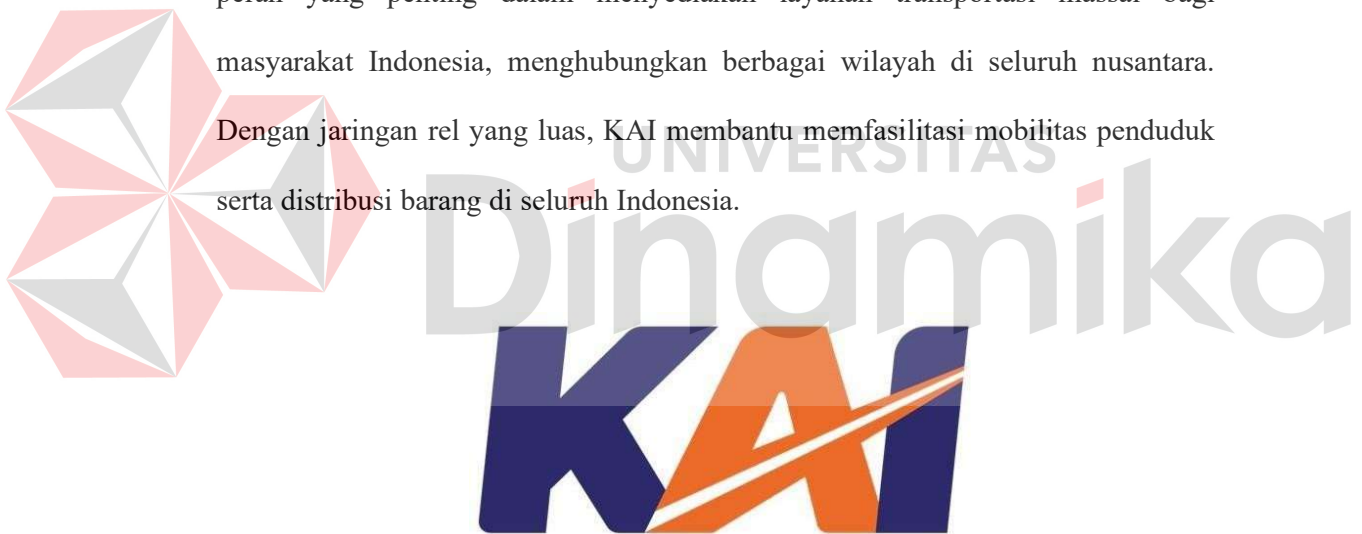 peran yang penting dalam menyediakan layanan transportasi massal bagi
masyarakat Indonesia, menghubungkan berbagai wilayah di seluruh nusantara.
Dengan jaringan rel yang luas, KAI membantu memfasilitasi mobilitas penduduk
serta distribusi barang di seluruh Indonesia.
UNIVERSITAS
Dinamika
KAI